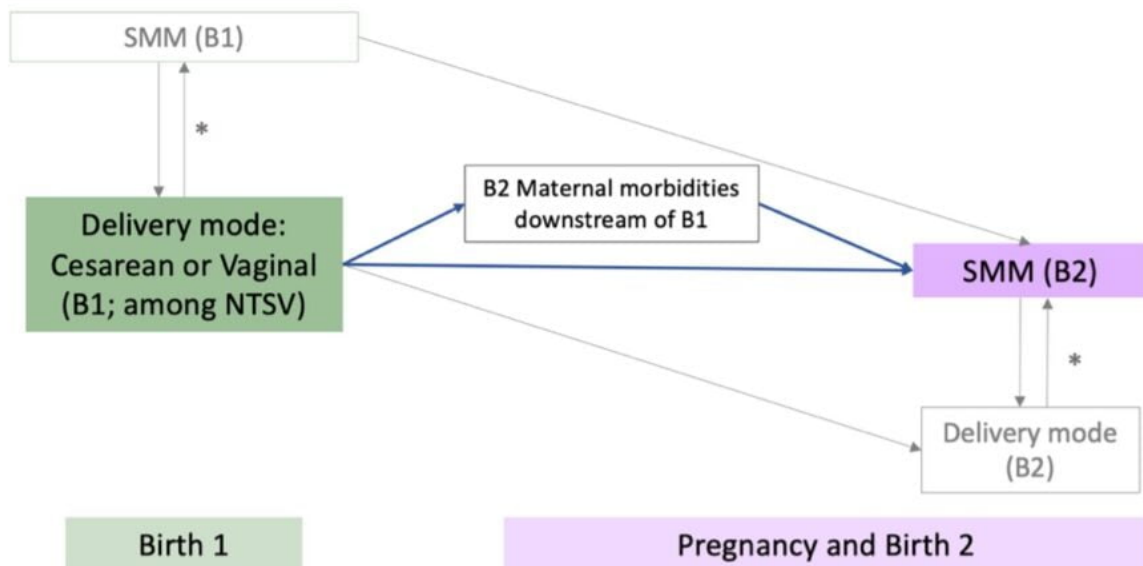 SMM (B1)
*
B2 Maternal morbidities
downstream of B1
Delivery mode:
Cesarean or Vaginal
(B1; among NTSV)
SMM (B2)
*
Delivery mode
(B2)
Birth 1
Pregnancy and Birth 2